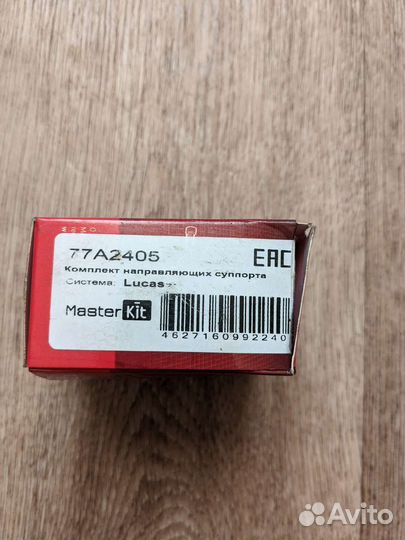 77A2405
EAC
Комплект направляющих суппорта
Система: Lucas
Master Kit
4627160992240
Avito